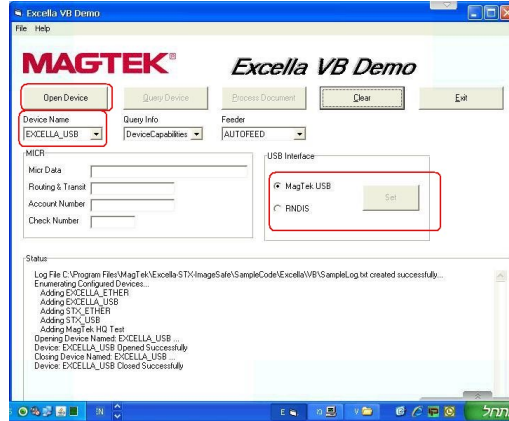 Excella VB Demo
File Help
MAGTEK® Excella VB Demo
Open Device Query Device Process Document Clear Exit
Device Name Query Info Feeder
EXCELLA_USB DeviceCapabilities AUTOFEED
MICR USB Interface
Micr Data
MagTek USB Set
Routing & Transit
RNDIS
Account Number
Check Number
Status
Log File C:\Program Files\MagTek\Excella-STX-ImageSafe\SampleCode\Excella\VB\SampleLog.txt created successfully...
Enumerating Configured Devices...
Adding EXCELLA_ETHER
Adding EXCELLA_USB
Adding STX_ETHER
Adding STX_USB
Adding MagTek HQ Test
Opening Device Named: EXCELLA_USB ...
Device: EXCELLA_USB Opened Successfully
Closing Device Named: EXCELLA_USB ...
Device: EXCELLA_USB Closed Successfully
EN E n V התחל